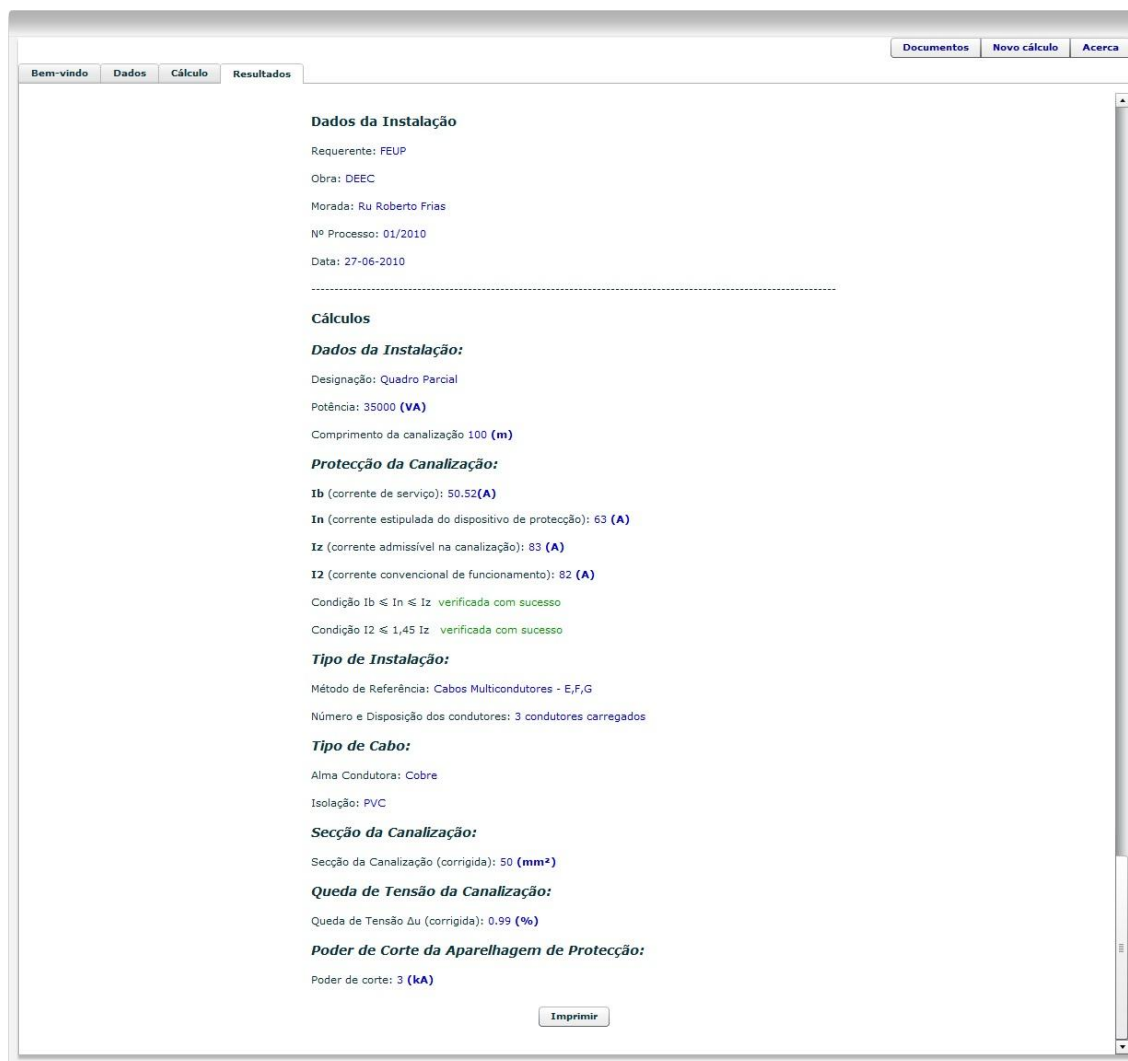 Documentos Novo cálculo Acerca
Bem-vindo Dados Cálculo Resultados
Dados da Instalação
Requerente: FEUP
Obra: DEEC
Morada: Ru Roberto Frias
Nº Processo: 01/2010
Data: 27-06-2010
Cálculos
Dados da Instalação:
Designação: Quadro Parcial
Potência: 35000 (VA)
Comprimento da canalização 100 (m)
Protecção da Canalização:
Ib (corrente de serviço): 50.52(A)
In (corrente estipulada do dispositivo de protecção): 63 (A)
Iz (corrente admissível na canalização): 83 (A)
I2 (corrente convencional de funcionamento): 82 (A)
Condição Ib ⩽ In ⩽ Iz verificada com sucesso
Condição I2 ⩽ 1,45 Iz verificada com sucesso
Tipo de Instalação:
Método de Referência: Cabos Multicondutores - E,F,G
Número e Disposição dos condutores: 3 condutores carregados
Tipo de Cabo:
Alma Condutora: Cobre
Isolação: PVC
Secção da Canalização:
Secção da Canalização (corrigida): 50 (mm²)
Queda de Tensão da Canalização:
Queda de Tensão Δu (corrigida): 0.99 (%)
Poder de Corte da Aparelhagem de Protecção:
Poder de corte: 3 (kA)
Imprimir